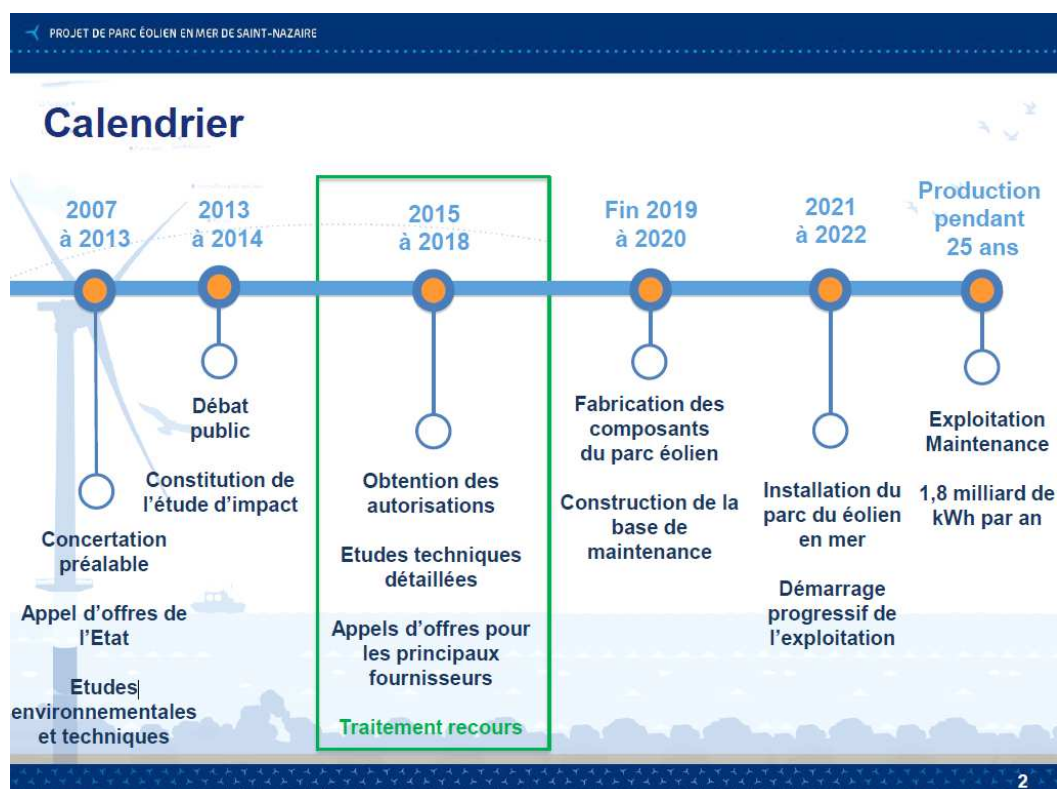 PROJET DE PARC ÉOLIEN EN MER DE SAINT-NAZAIRE
Calendrier
2007
à 2013
Concertation
préalable
Appel d’offres de
l’Etat
Etudes
environnementales
et techniques
2013
à 2014
Débat
public
Constitution de
l’étude d’impact
2015
à 2018
Obtention des
autorisations
Etudes techniques
détaillées
Appels d’offres pour
les principaux
fournisseurs
Traitement recours
Fin 2019
à 2020
Fabrication des
composants
du parc éolien
Construction de la
base de
maintenance
2021
à 2022
Installation du
parc du éolien
en mer
Démarrage
progressif de
l’exploitation
Production
pendant
25 ans
Exploitation
Maintenance
1,8 milliard de
kWh par an
2